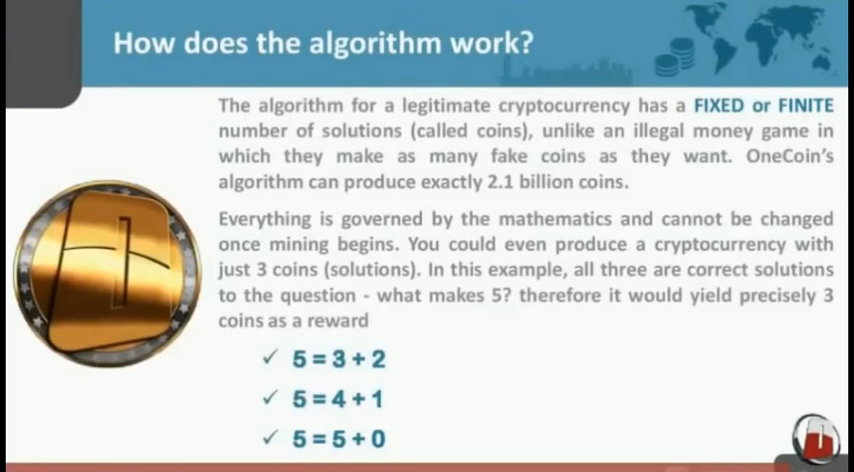 How does the algorithm work?
The algorithm for a legitimate cryptocurrency has a FIXED or FINITE
number of solutions (called coins), unlike an illegal money game in
which they make as many fake coins as they want. OneCoin's
algorithm can produce exactly 2.1 billion coins.
Everything is governed by the mathematics and cannot be changed
once mining begins. You could even produce a cryptocurrency with
just 3 coins (solutions). In this example, all three are correct solutions
to the question - what makes 5? therefore it would yield precisely 3
coins as a reward
✓ 5 = 3 + 2
✓ 5 = 4 + 1
✓ 5 = 5 + 0